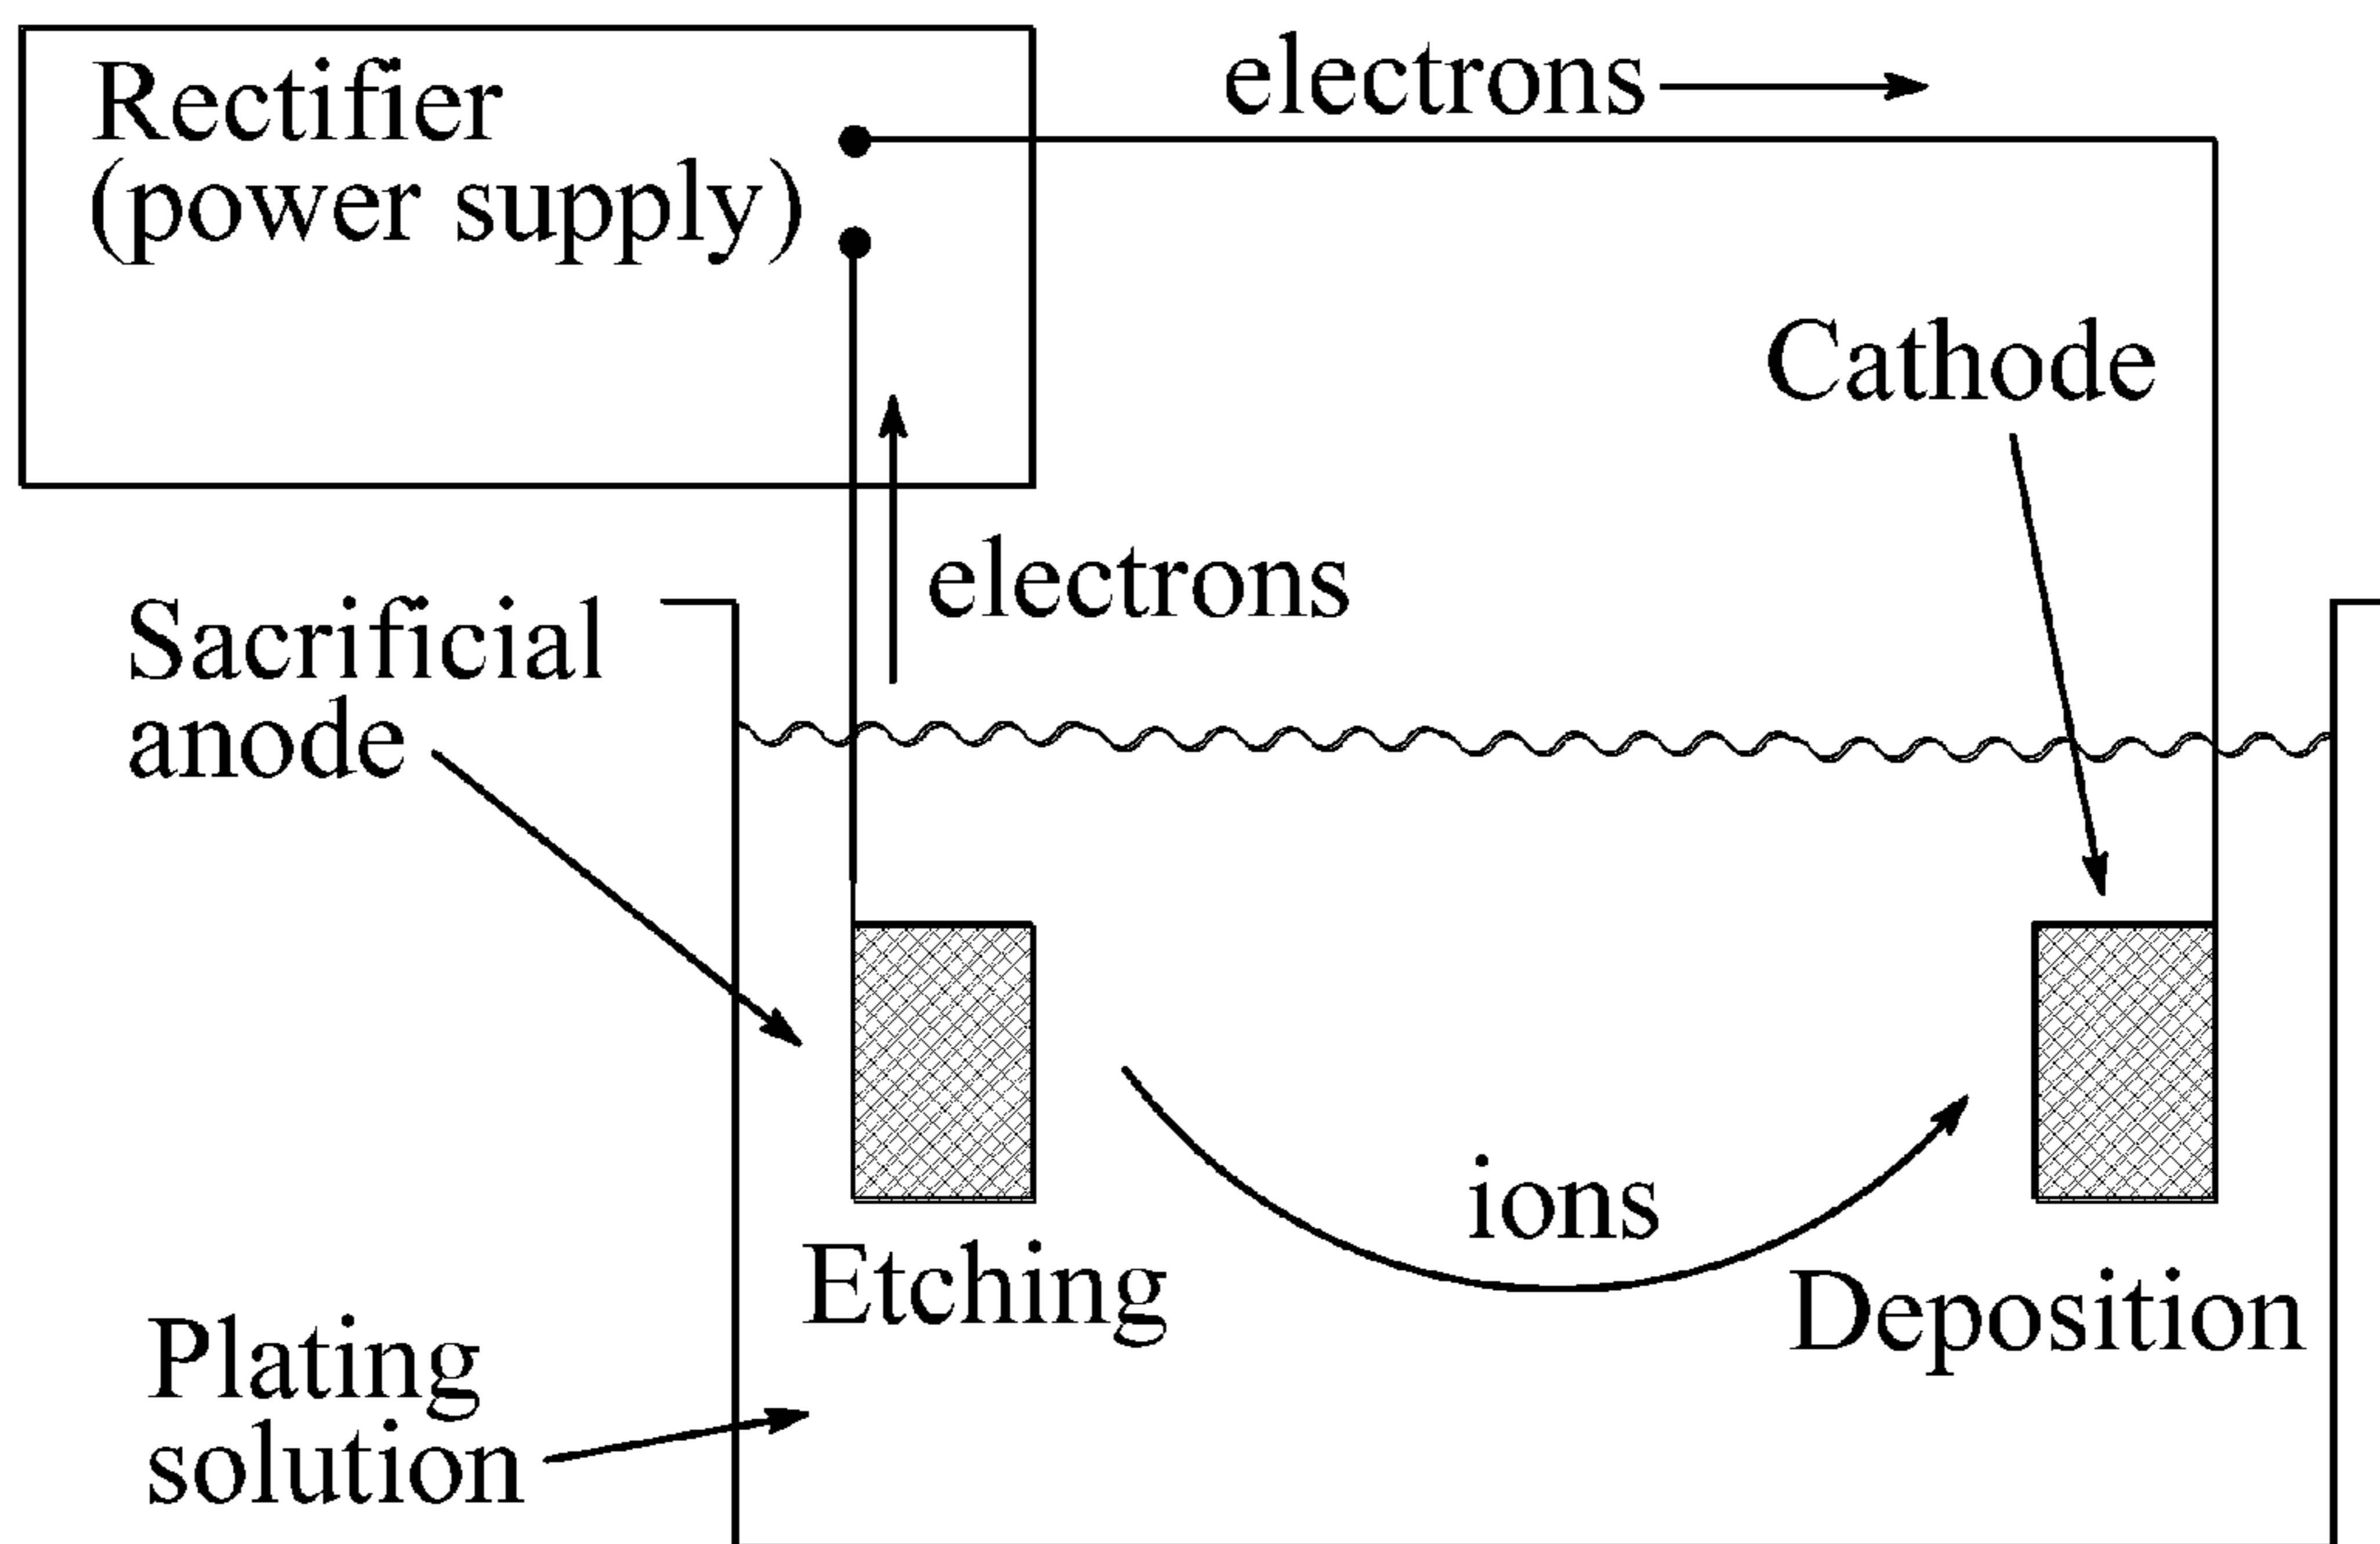 Rectifier
(power supply)
electrons
Cathode
electrons
Sacrificial
anode
ions
Etching
Deposition
Plating
solution